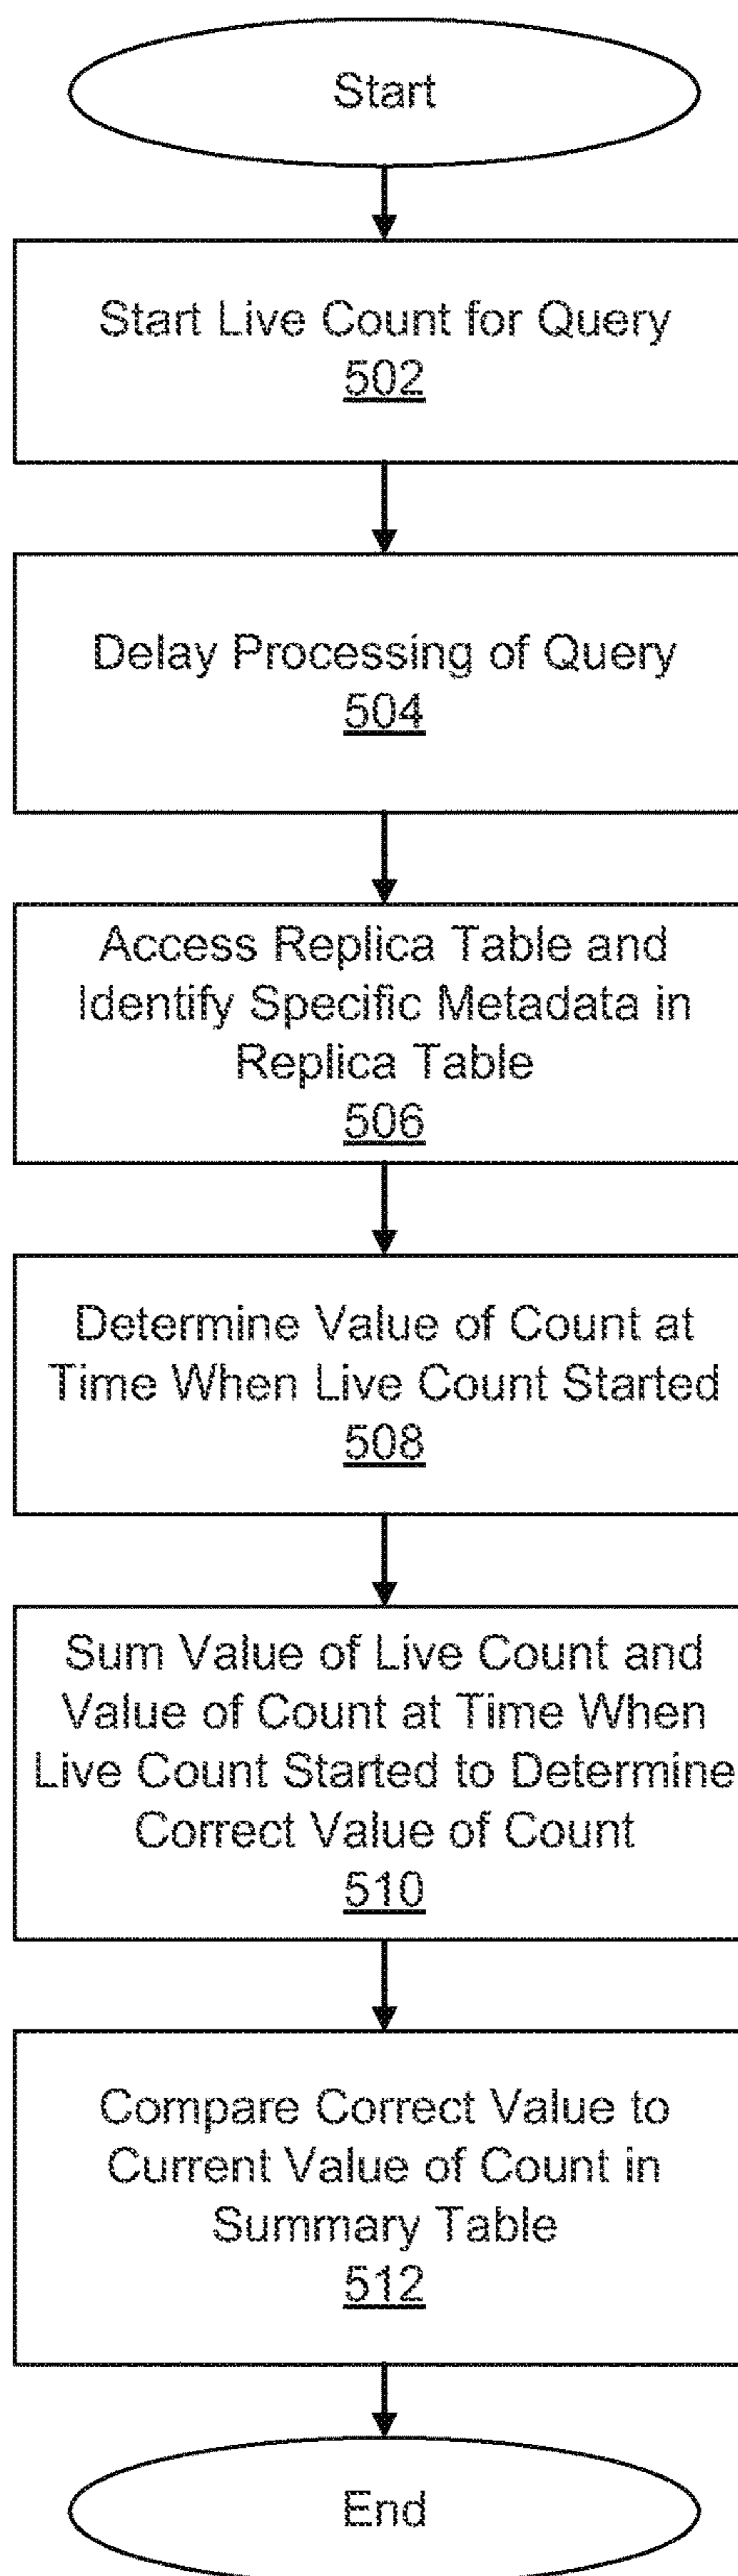 Start
Start Live Count for Query
502
Delay Processing of Query
504
Access Replica Table and
Identify Specific Metadata in
Replica Table
506
Determine Value of Count at
Time When Live Count Started
508
Sum Value of Live Count and
Value of Count at Time When
Live Count Started to Determine
Correct Value of Count
510
Compare Correct Value to
Current Value of Count in
Summary Table
512
End